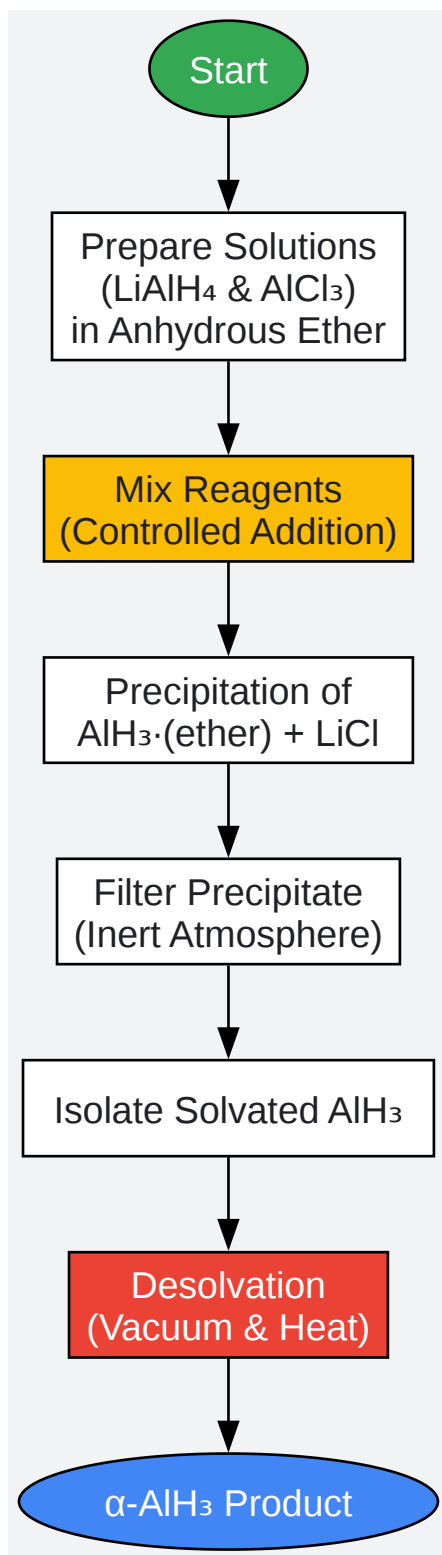 Start
Prepare Solutions
(LiAlH₄ & AlCl₃)
in Anhydrous Ether
Mix Reagents
(Controlled Addition)
Precipitation of
AlH₃·(ether) + LiCl
Filter Precipitate
(Inert Atmosphere)
Isolate Solvated AlH₃
Desolvation
(Vacuum & Heat)
α-AlH₃ Product